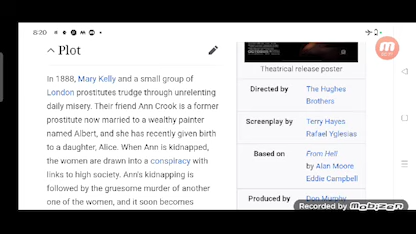 8:20
Plot
In 1888, Mary Kelly and a small group of
London prostitutes trudge through unrelenting
daily misery. Their friend Ann Crook is a former
prostitute now married to a wealthy painter
named Albert, and she has recently given birth
to a daughter, Alice. When Ann is kidnapped,
the women are drawn into a conspiracy with
links to high society. Ann's kidnapping is
followed by the gruesome murder of another
one of the women, and it soon becomes
Theatrical release poster
Directed by The Hughes
Brothers
Screenplay by Terry Hayes
Rafael Yglesias
Based on From Hell
by Alan Moore
Eddie Campbell
Produced by Don Murphy
Recorded by Mobizen